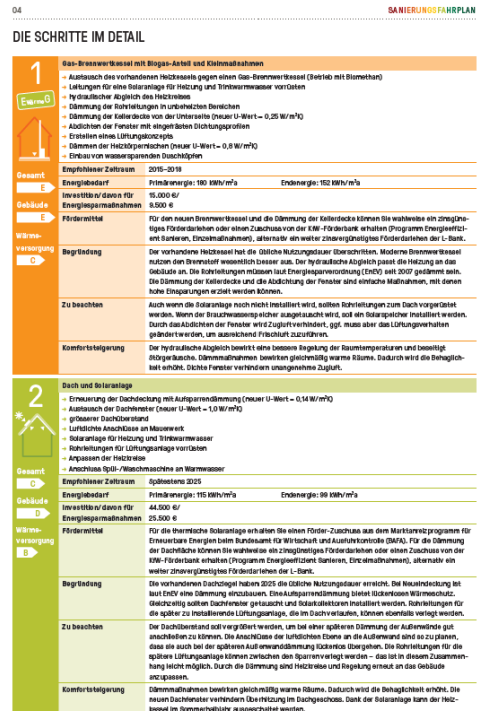 04
SANIERUNGSFAHRPLAN
DIE SCHRITTE IM DETAIL
1
EWärmeG
Gesamt
E
Gebäude
E
Wärme-
versorgung
C
Gas-Brennwertkessel mit Biogas-Anteil und Kleinmaßnahmen
→ Austausch des vorhandenen Heizkessels gegen einen Gas-Brennwertkessel (Betrieb mit Biomethan)
→ Leitungen für eine Solaranlage für Heizung und Trinkwarmwasser vorrüsten
→ hydraulischer Abgleich des Heizkreises
→ Dämmung der Rohrleitungen in unbeheizten Bereichen
→ Dämmung der Kellerdecke von der Unterseite (neuer U-Wert = 0,25 W/m²K)
→ Abdichten der Fenster mit eingefrästen Dichtungsprofilen
→ Erstellen eines Lüftungskonzepts
→ Dämmen der Heizkörpernischen (neuer U-Wert = 0,8 W/m²K)
→ Einbau von wassersparenden Duschköpfen
Empfohlener Zeitraum 2015–2018
Energiebedarf Primärenergie: 180 kWh/m²a Endenergie: 152 kWh/m²a
Investition/davon für 15.000 €/
Energiesparmaßnahmen 9.500 €
Fördermittel Für den neuen Brennwertkessel und die Dämmung der Kellerdecke können Sie wahlweise ein zinsgüns-
tiges Förderdarlehen oder einen Zuschuss von der KfW-Förderbank erhalten (Programm Energieeffizi-
ent Sanieren, Einzelmaßnahmen), alternativ ein weiter zinsvergünstigtes Förderdarlehen der L-Bank.
Begründung Der vorhandene Heizkessel hat die übliche Nutzungsdauer überschritten. Moderne Brennwertkessel
nutzen den Brennstoff wesentlich besser aus. Der hydraulische Abgleich passt die Heizung an das
Gebäude an. Die Rohrleitungen müssen laut Energiesparverordnung (EnEV) seit 2007 gedämmt sein.
Die Dämmung der Kellerdecke und die Abdichtung der Fenster sind einfache Maßnahmen, mit denen
hohe Einsparungen erzielt werden können.
Zu beachten Auch wenn die Solaranlage noch nicht installiert wird, sollten Rohrleitungen zum Dach vorgerüstet
werden. Wenn der Brauchwasserspeicher ausgetauscht wird, soll ein Solarspeicher installiert werden.
Durch das Abdichten der Fenster wird Zugluft verhindert, ggf. muss aber das Lüftungsverhalten
geändert werden, um ausreichend Frischluft zuzuführen.
Komfortsteigerung Der hydraulische Abgleich bewirkt eine bessere Regelung der Raumtemperaturen und beseitigt
Störgeräusche. Dämmmaßnahmen bewirken gleichmäßig warme Räume. Dadurch wird die Behaglich-
keit erhöht. Dichte Fenster verhindern unangenehme Zugluft.
2
Gesamt
C
Gebäude
D
Wärme-
versorgung
B
Dach und Solaranlage
→ Erneuerung der Dachdeckung mit Aufsparrendämmung (neuer U-Wert = 0,14 W/m²K)
→ Austausch der Dachfenster (neuer U-Wert = 1,0 W/m²K)
→ grösserer Dachüberstand
→ Luftdichte Anschlüsse an Mauerwerk
→ Solaranlage für Heizung und Trinkwarmwasser
→ Rohrleitungen für Lüftungsanlage vorrüsten
→ Anpassen der Heizkreise
→ Anschluss Spül-/Waschmaschine an Warmwasser
Empfohlener Zeitraum Spätestens 2025
Energiebedarf Primärenergie: 115 kWh/m²a Endenergie: 99 kWh/m²a
Investition/davon für 44.500 €/
Energiesparmaßnahmen 25.500 €
Fördermittel Für die thermische Solaranlage erhalten Sie einen Förder-Zuschuss aus dem Marktanreizprogramm für
Erneuerbare Energien beim Bundesamt für Wirtschaft und Ausfuhrkontrolle (BAFA). Für die Dämmung
der Dachfläche können Sie wahlweise ein zinsgünstiges Förderdarlehen oder einen Zuschuss von der
KfW-Förderbank erhalten (Programm Energieeffizient Sanieren, Einzelmaßnahmen), alternativ ein
weiter zinsvergünstigtes Förderdarlehen der L-Bank.
Begründung Die vorhandenen Dachziegel haben 2025 die übliche Nutzungsdauer erreicht. Bei Neueindeckung ist
laut EnEV eine Dämmung einzubauen. Eine Aufsparrendämmung bietet lückenlosen Wärmeschutz.
Gleichzeitig sollten Dachfenster getauscht und Solarkollektoren installiert werden. Rohrleitungen für
die später zu installierende Lüftungsanlage, die im Dach verlaufen, können ebenfalls verlegt werden.
Zu beachten Der Dachüberstand soll vergrößert werden, um bei einer späteren Dämmung der Außenwände gut
anschließen zu können. Die Anschlüsse der luftdichten Ebene an die Außenwand sind so zu planen,
dass sie auch bei der späteren Außenwanddämmung lückenlos übergehen. Die Rohrleitungen für die
spätere Lüftungsanlage können zwischen den Sparren verlegt werden – das ist in diesem Zusammen-
hang leicht möglich. Durch die Dämmung sind Heizkreise und Regelung erneut an das Gebäude
anzupassen.
Komfortsteigerung Dämmmaßnahmen bewirken gleichmäßig warme Räume. Dadurch wird die Behaglichkeit erhöht. Die
neuen Dachfenster verhindern Überhitzung im Dachgeschoss. Dank der Solaranlage kann der Heiz-
kessel im Sommerhalbjahr ausgeschaltet werden.